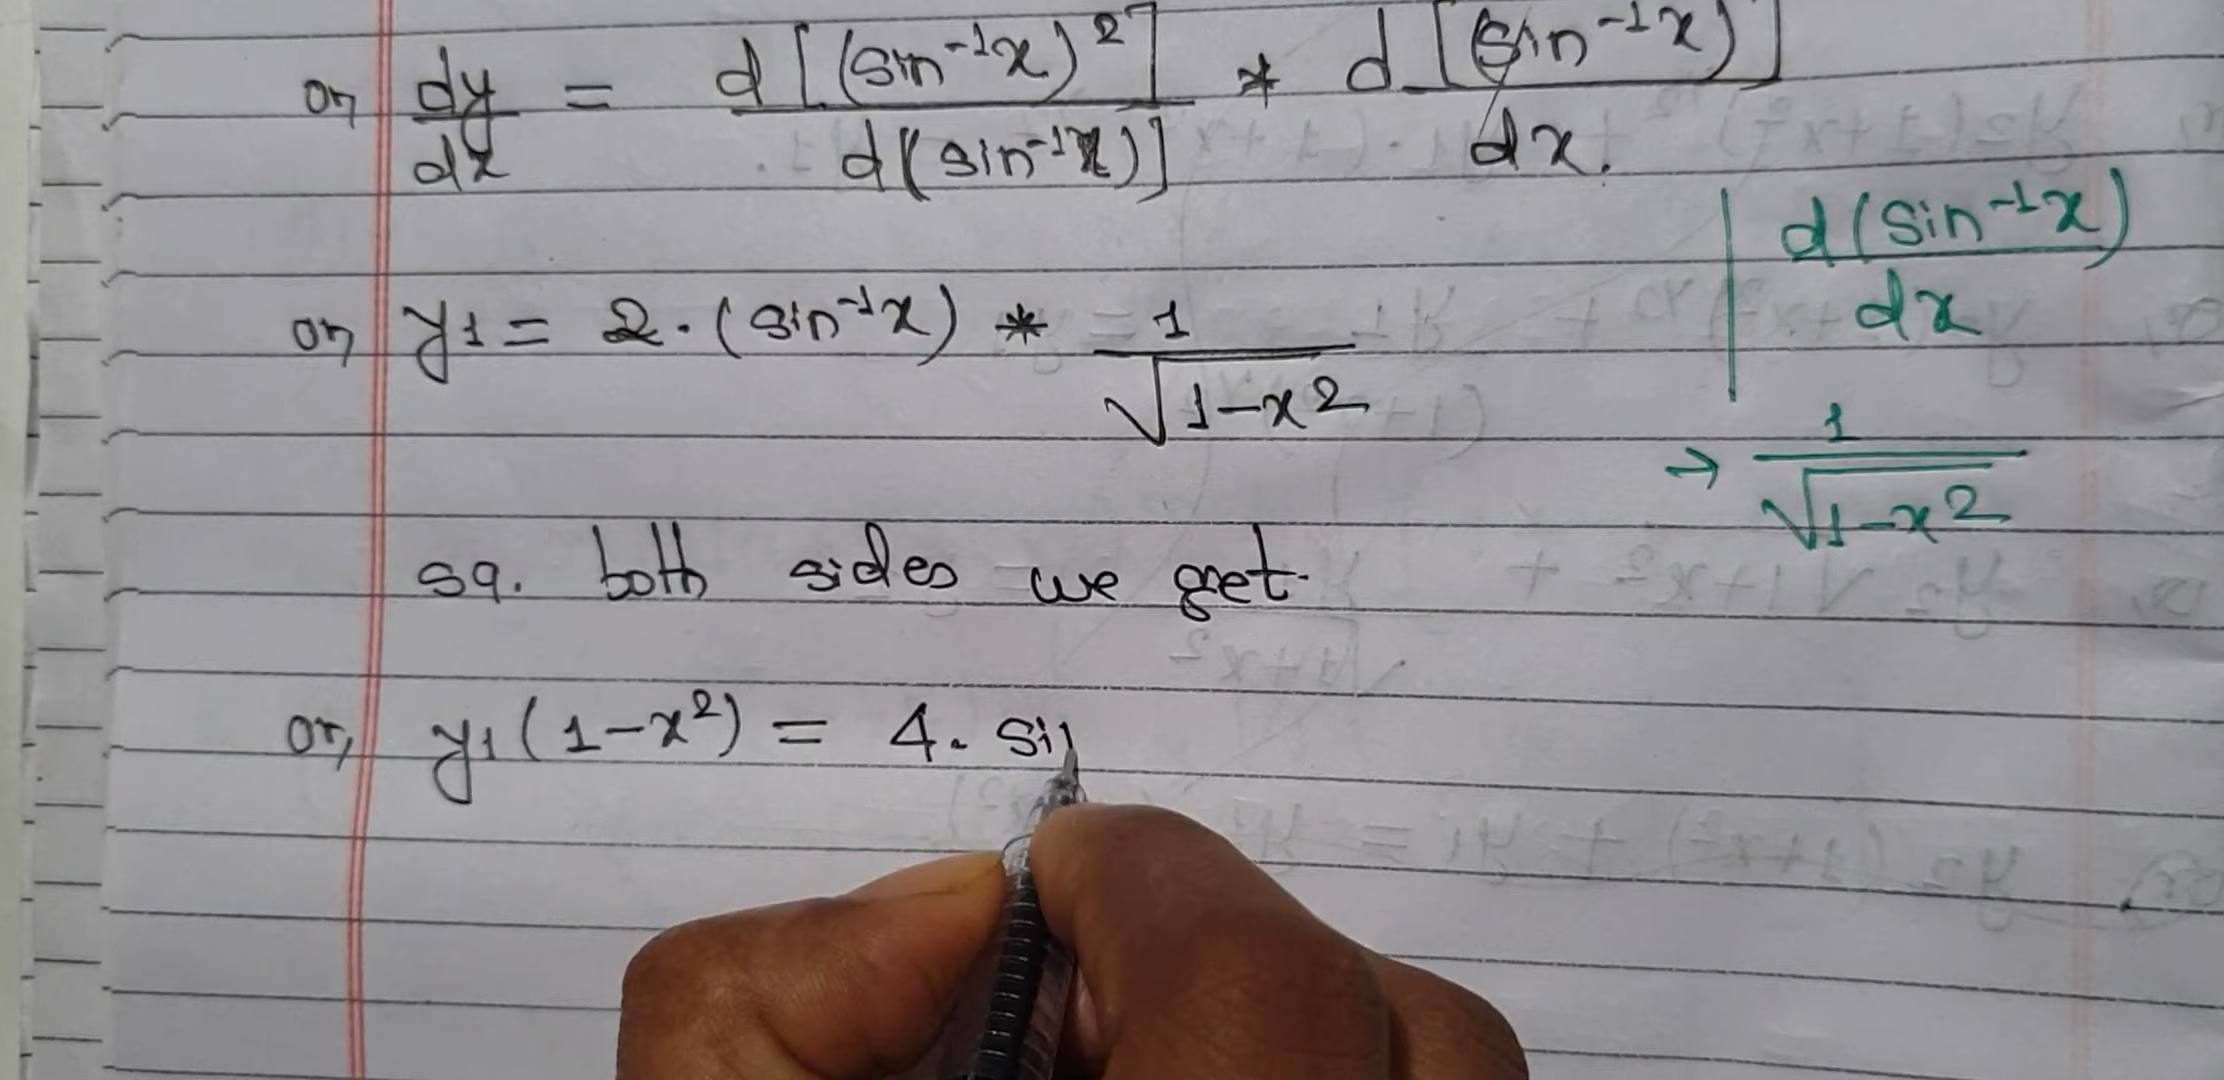 or dy/dx = d[(sin⁻¹x)²]/d(sin⁻¹x)] * d[(sin⁻¹x)]/dx.
or y₁ = 2.(sin⁻¹x) * 1/√(1-x²)
d(sin⁻¹x)/dx
→ 1/√(1-x²)
sq. both sides we get.
or, y₁(1-x²) = 4. sin